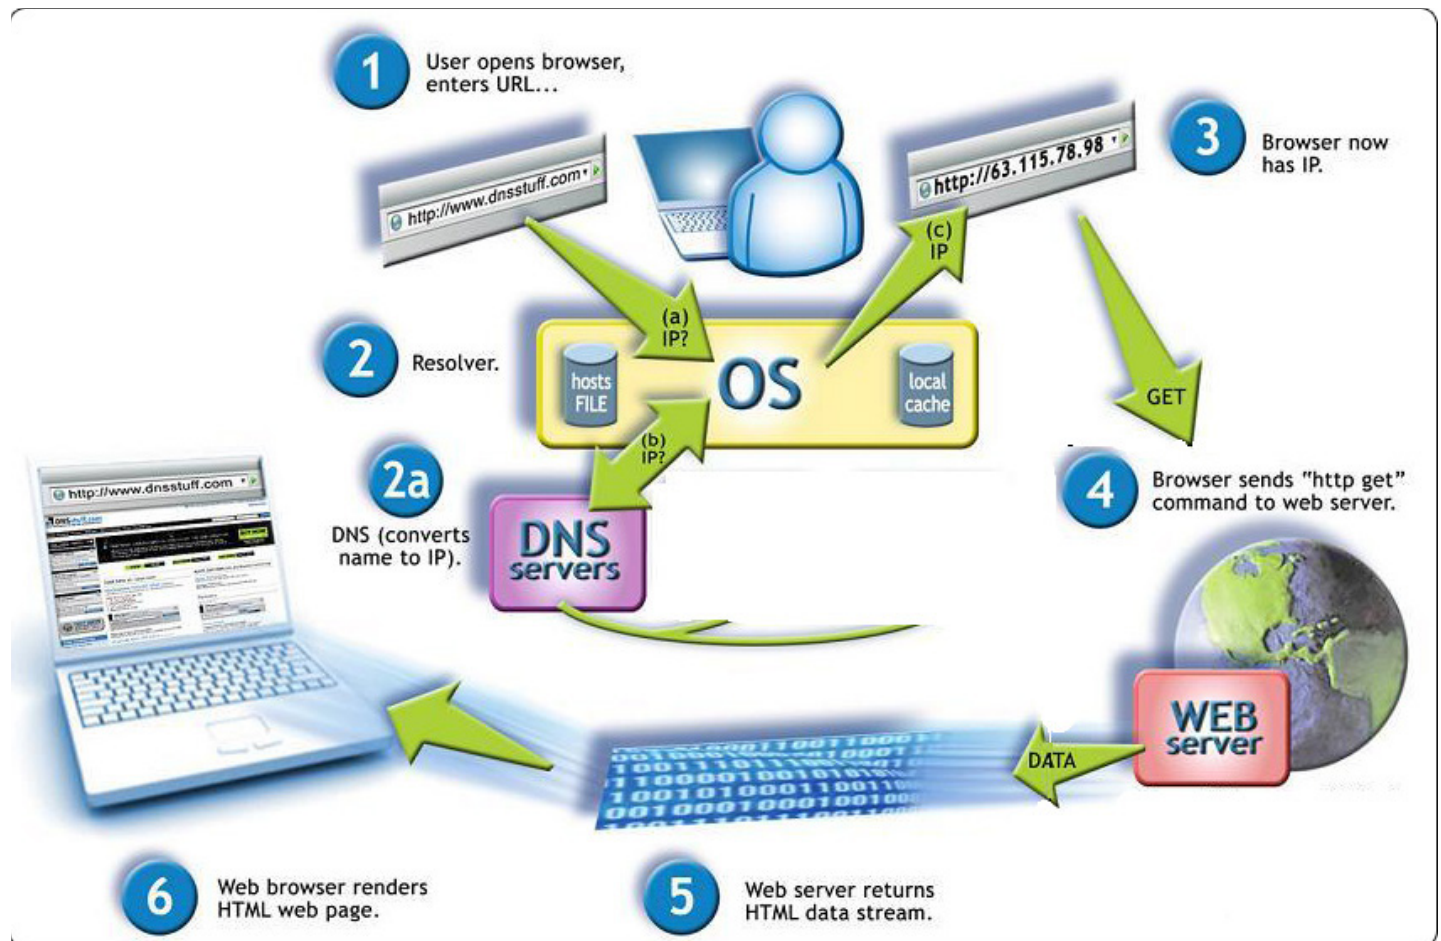 1
User opens browser,
enters URL...
http://www.dnsstuff.com
http://63.115.78.98
3
Browser now
has IP.
(a)
IP?
(c)
IP
2
Resolver.
hosts
FILE
OS
local
cache
GET
(b)
IP?
2a
DNS (converts
name to IP).
DNS
servers
4
Browser sends “http get”
command to web server.
http://www.dnsstuff.com
DNSstuff.com
WEB
server
DATA
6
Web browser renders
HTML web page.
5
Web server returns
HTML data stream.